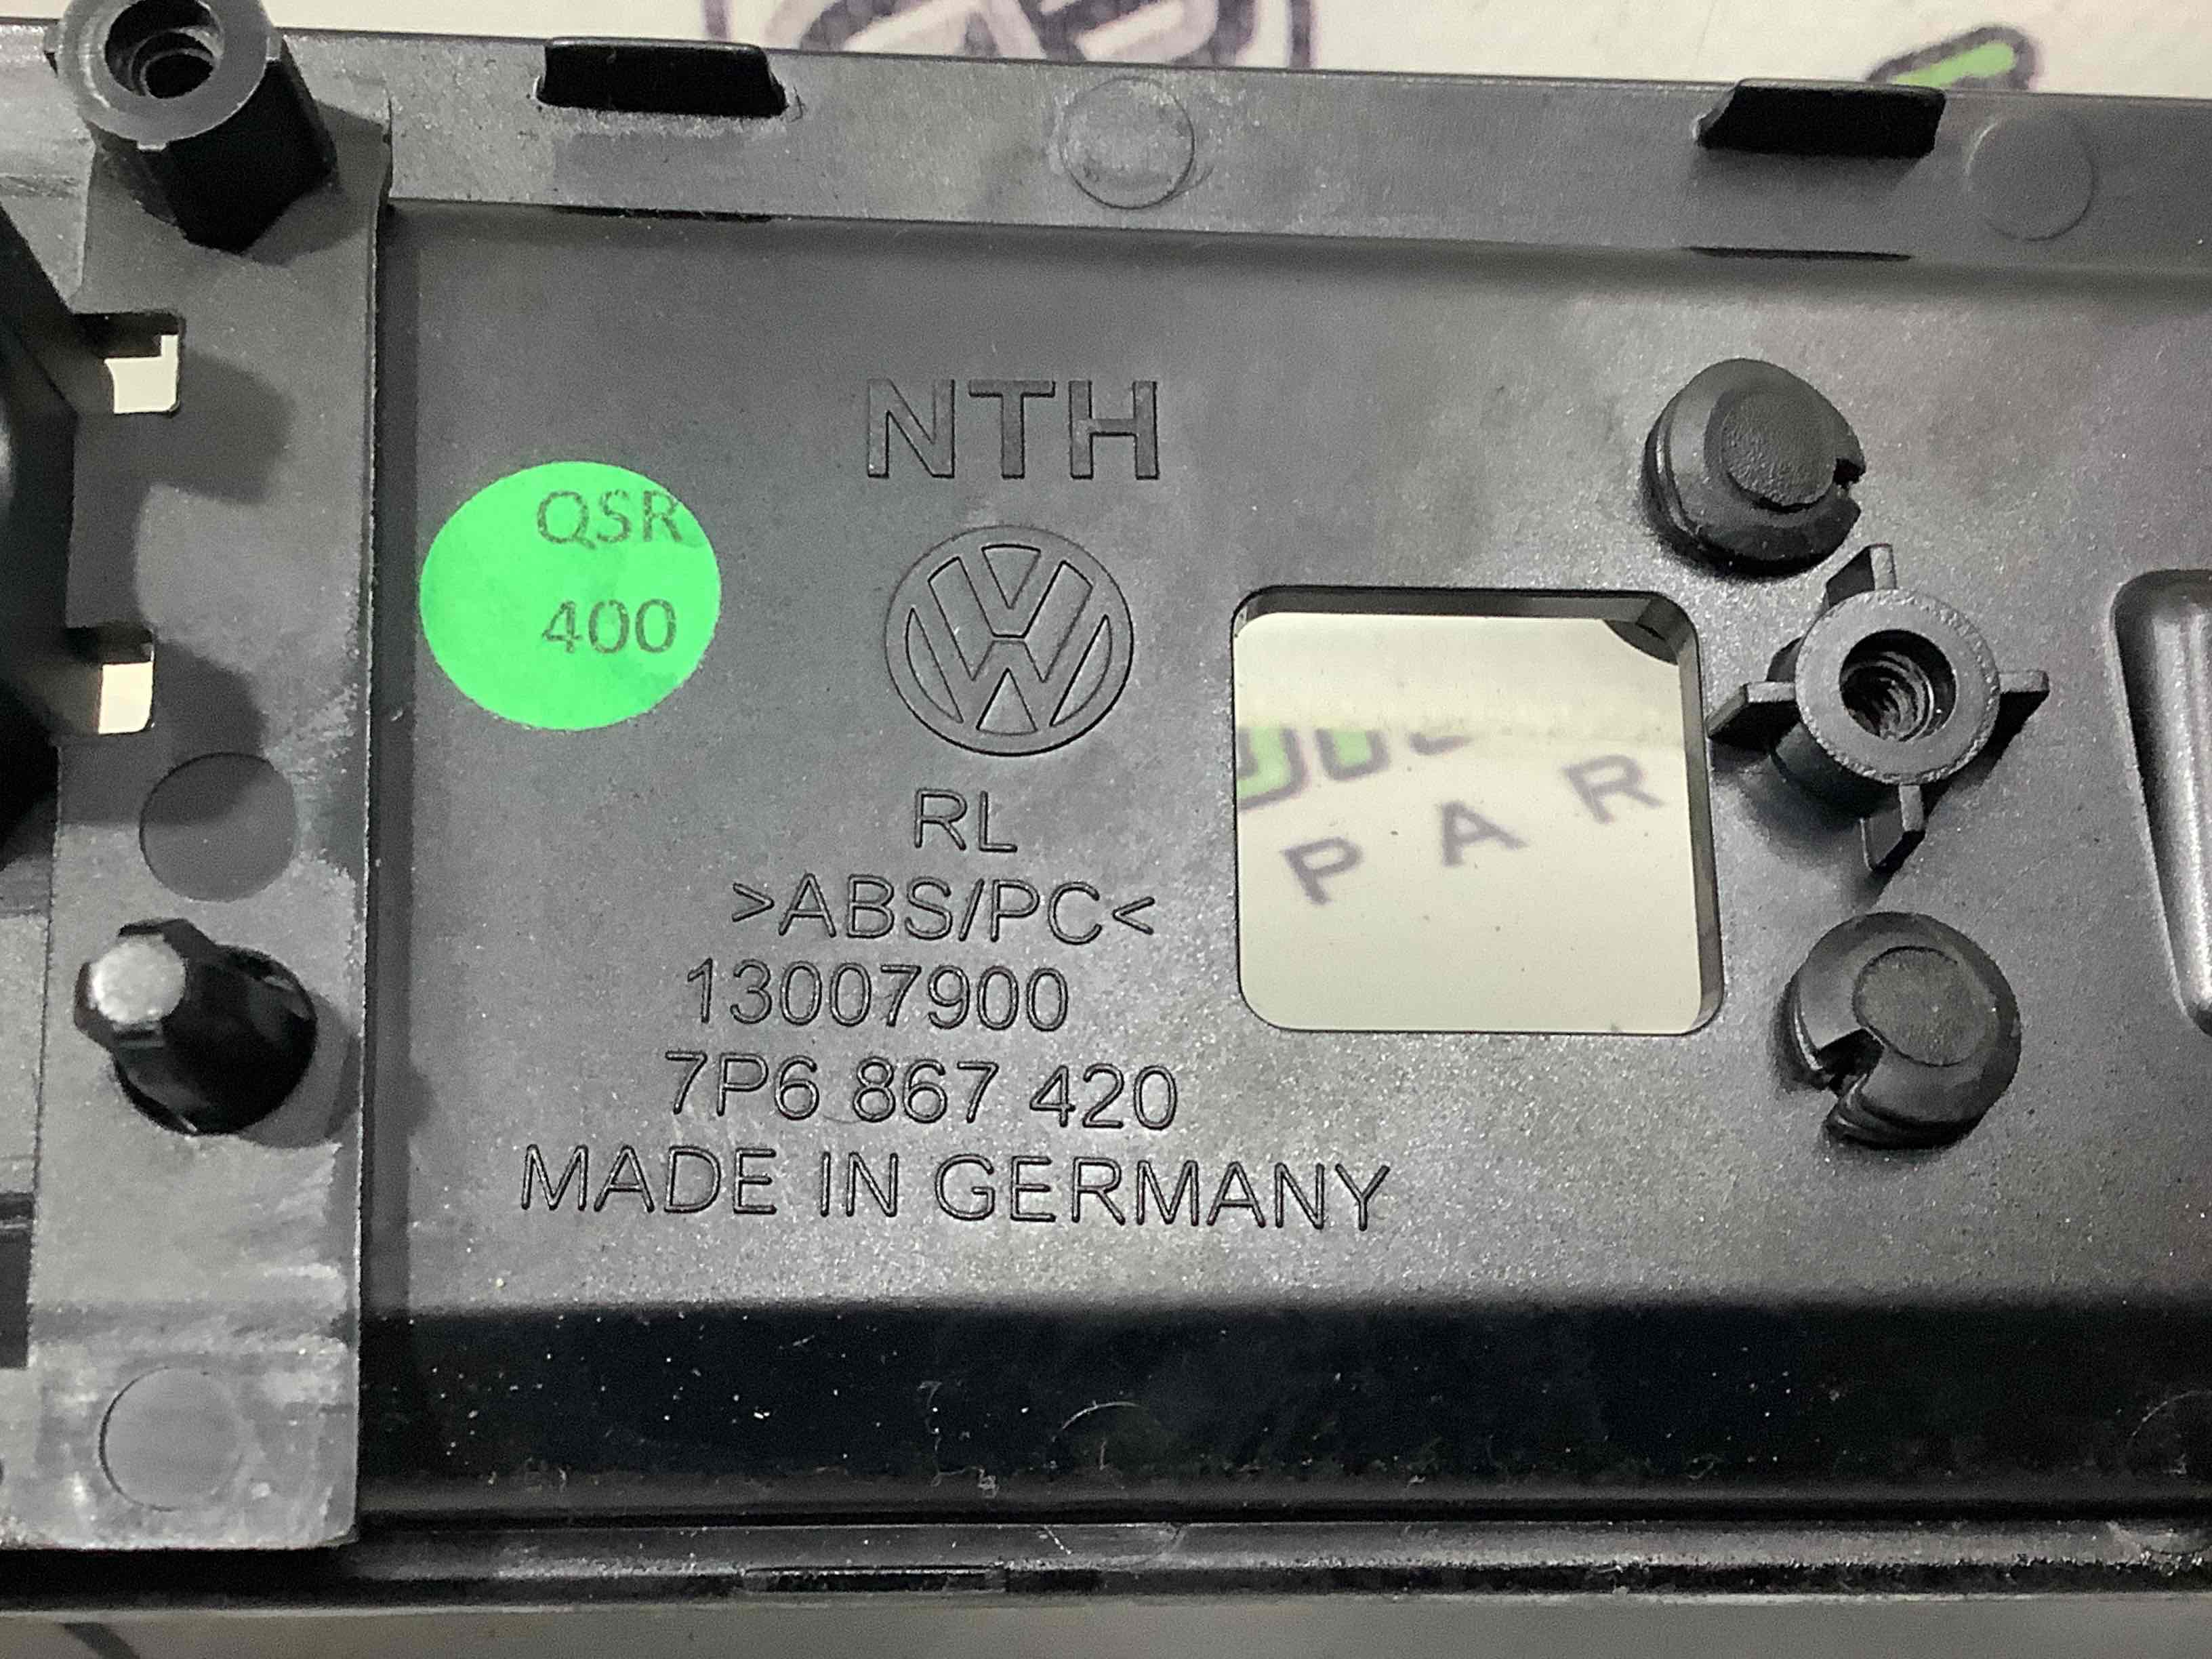 NTH
QSR
400
RL
>ABS/PC<
13007900
7P6 867 420
MADE IN GERMANY
PAR